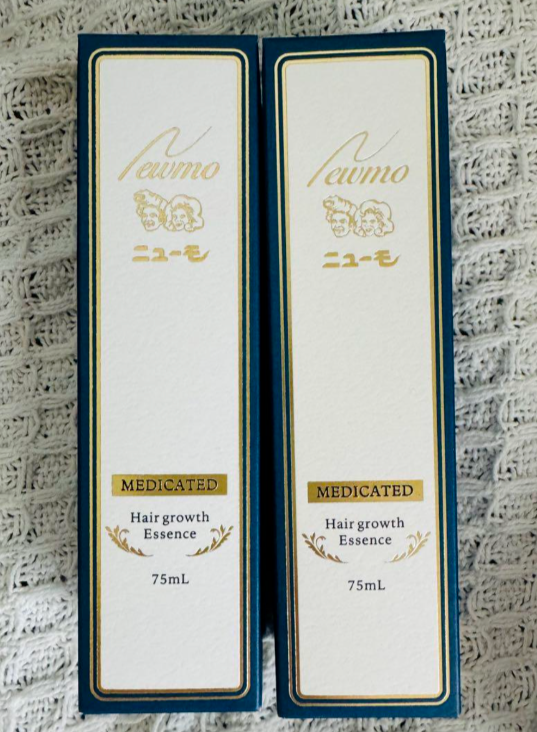 Newmo
ニューモ
MEDICATED
Hair growth
Essence
75mL
Newmo
ニューモ
MEDICATED
Hair growth
Essence
75mL